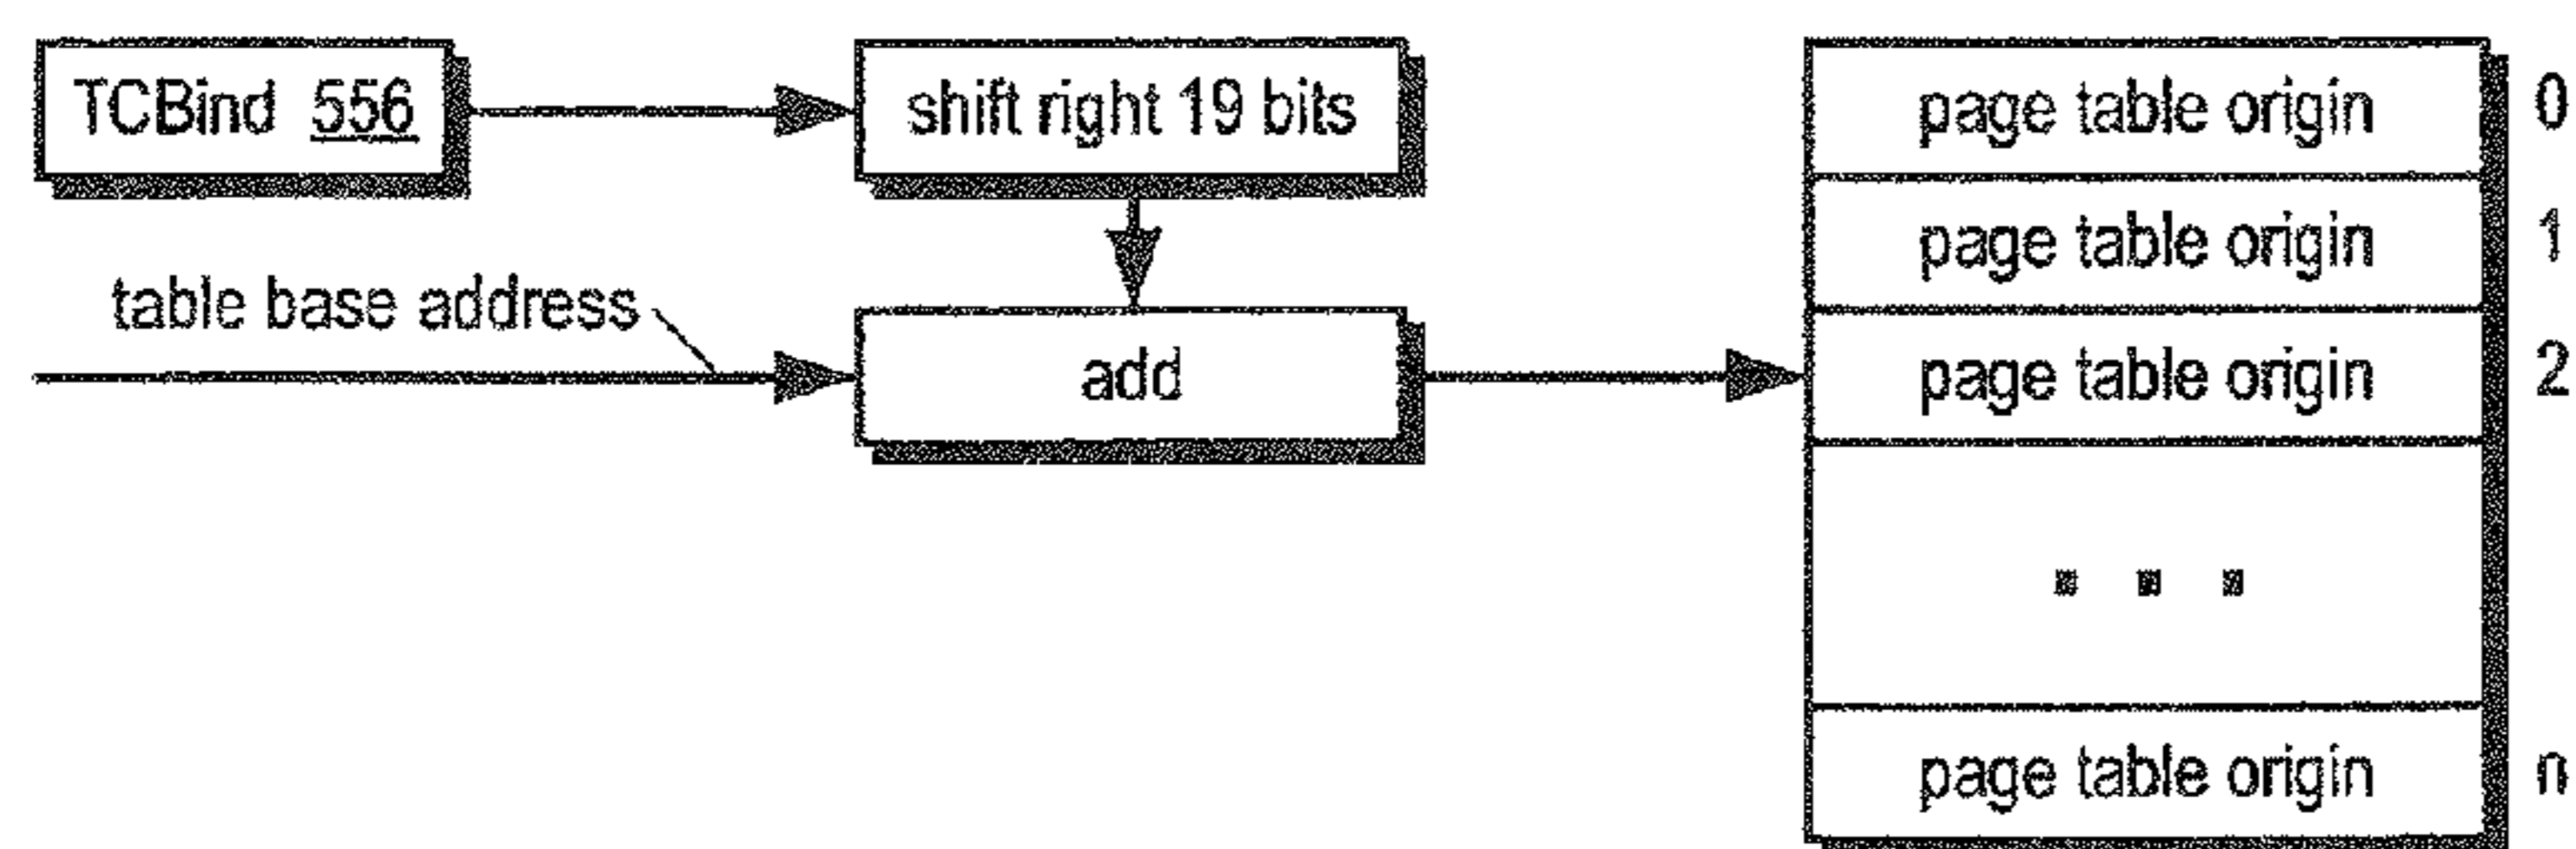 TCBind 556
shift right 19 bits
table base address
add
page table origin 0
page table origin 1
page table origin 2
. . .
page table origin n